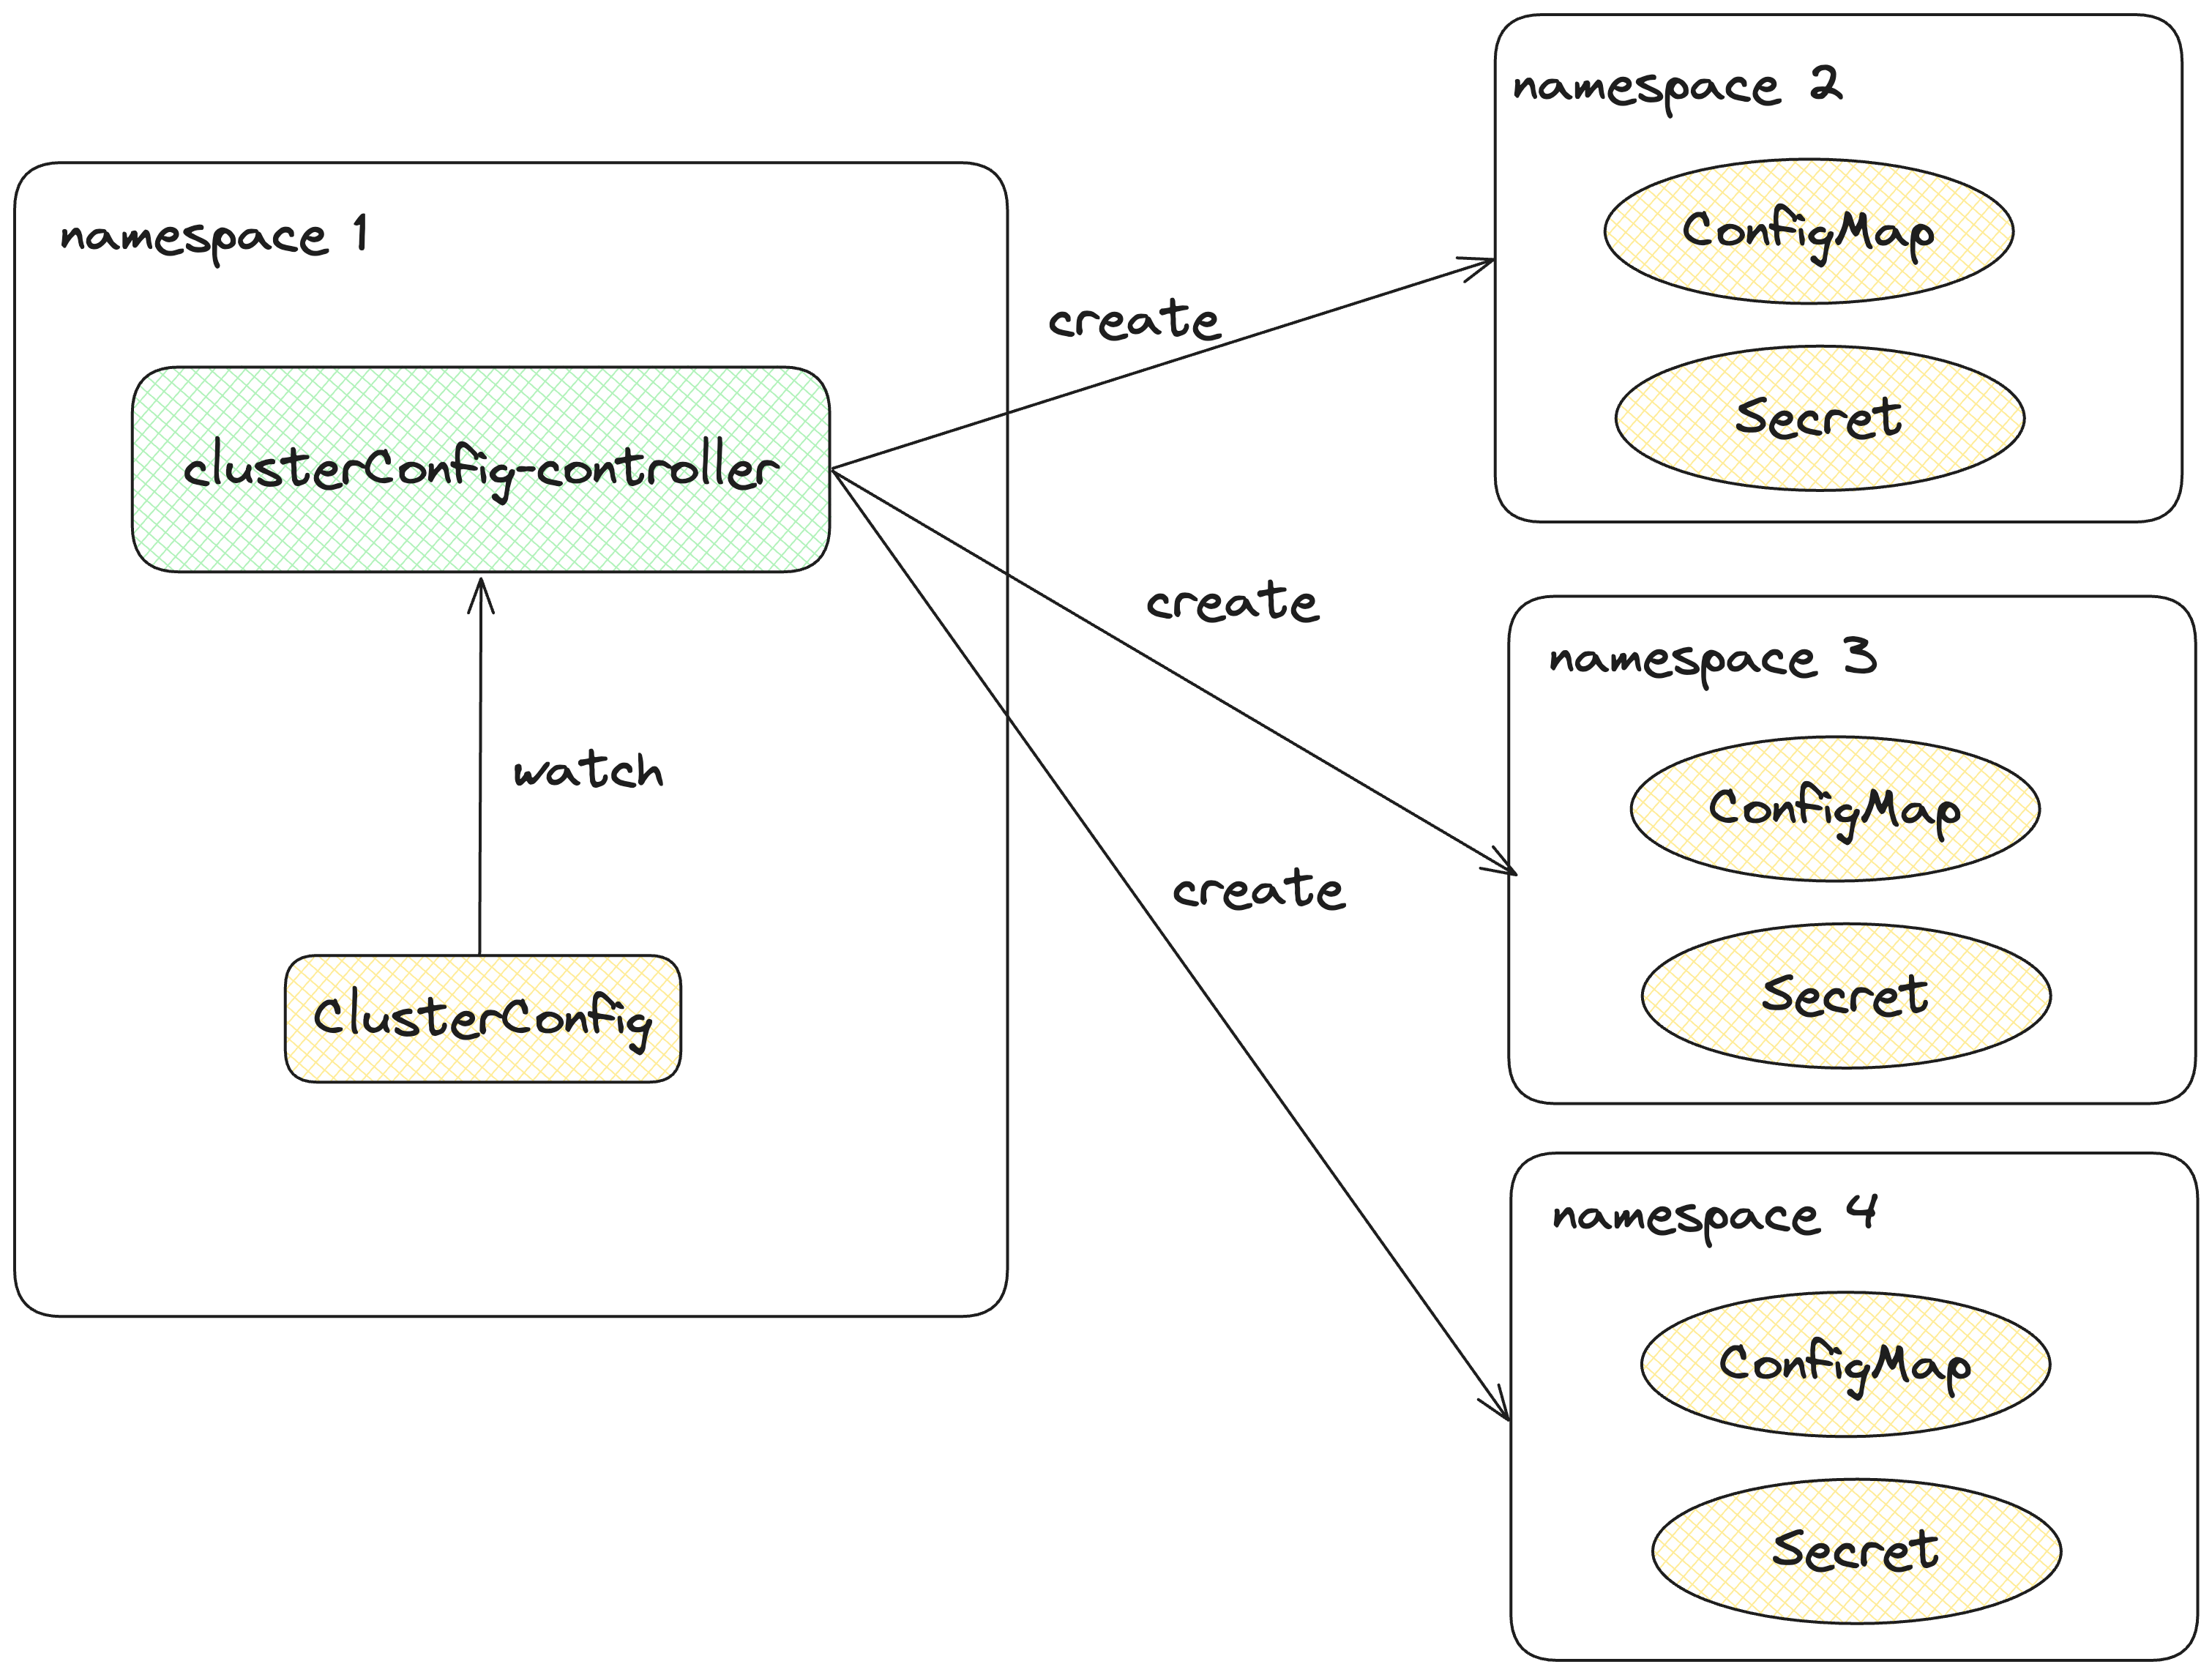 namespace 1
clusterConfig-controller
watch
ClusterConfig
create
create
create
namespace 2
ConfigMap
Secret
namespace 3
ConfigMap
Secret
namespace 4
ConfigMap
Secret